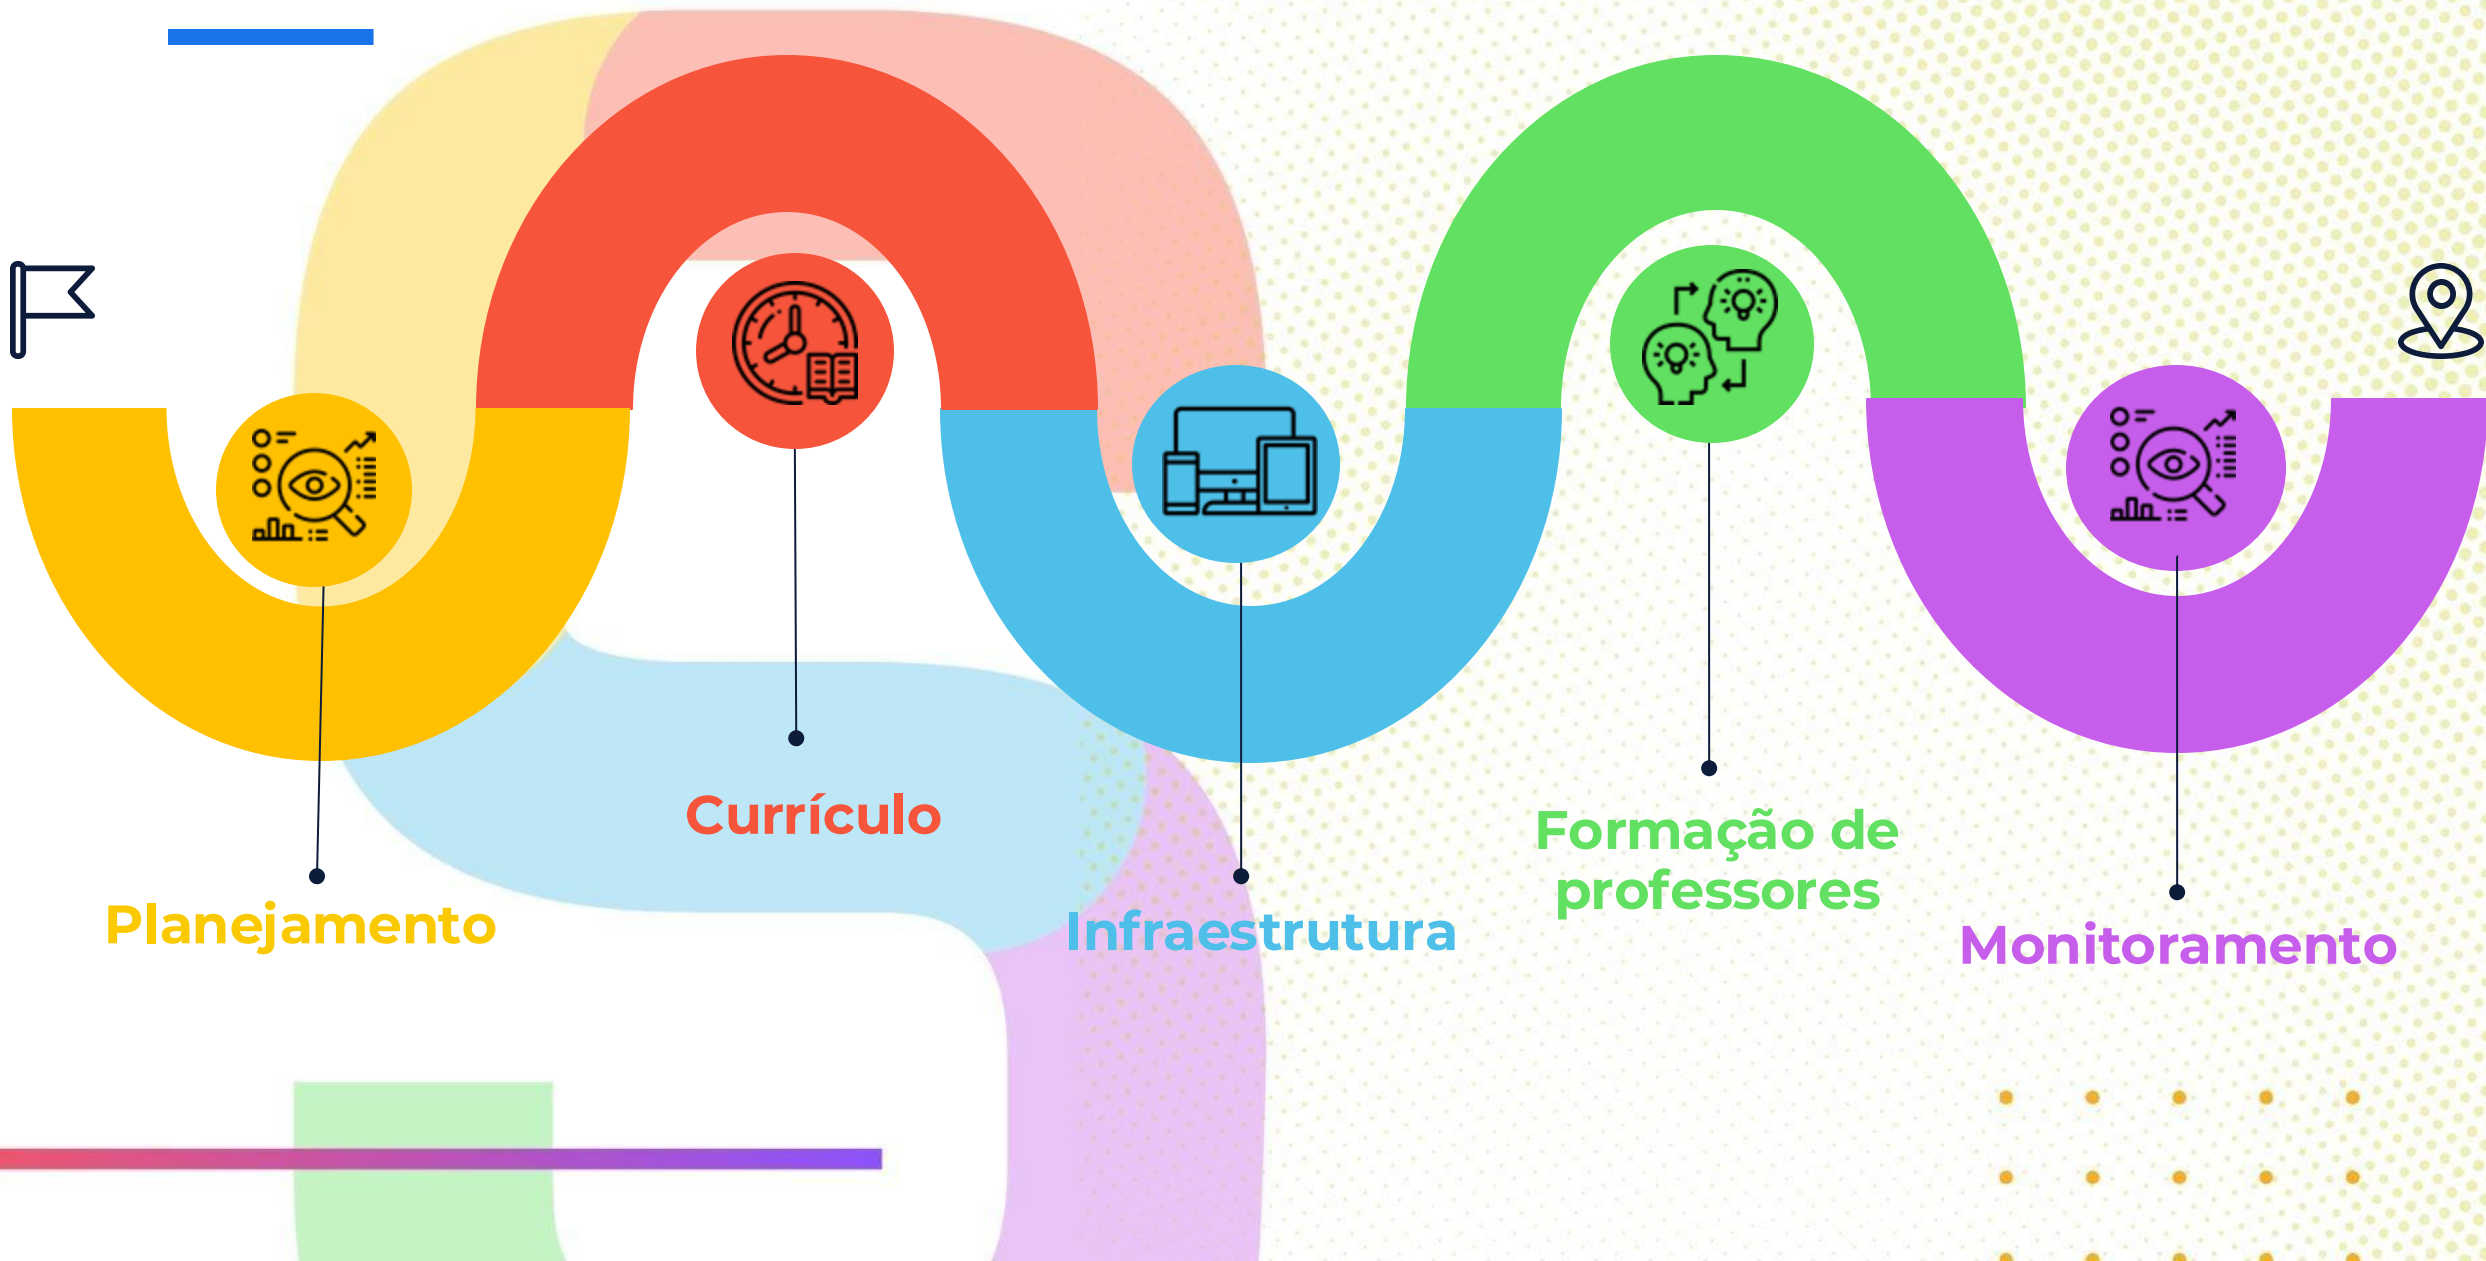 Planejamento
Currículo
Infraestrutura
Formação de
professores
Monitoramento